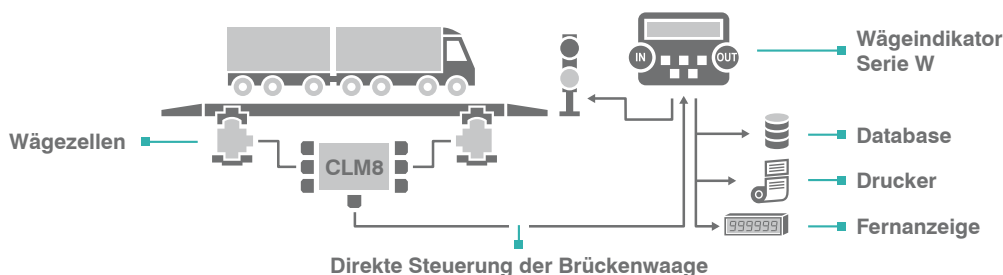 IN
OUT
Wägeindikator
Serie W
Wägezellen
CLM8
Database
Drucker
999999
Fernanzeige
Direkte Steuerung der Brückenwaage